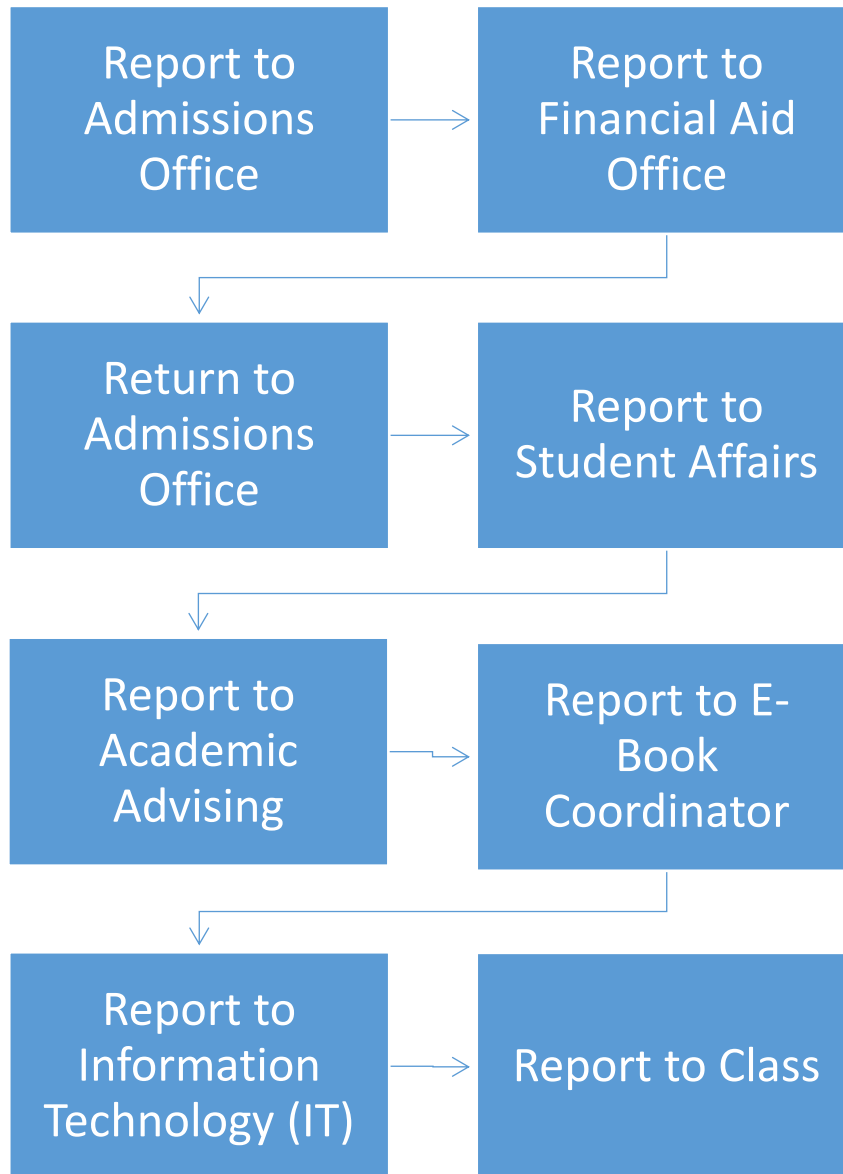 Report to
Admissions
Office
Report to
Financial Aid
Office
Return to
Admissions
Office
Report to
Student Affairs
Report to
Academic
Advising
Report to E-
Book
Coordinator
Report to
Information
Technology (IT)
Report to Class